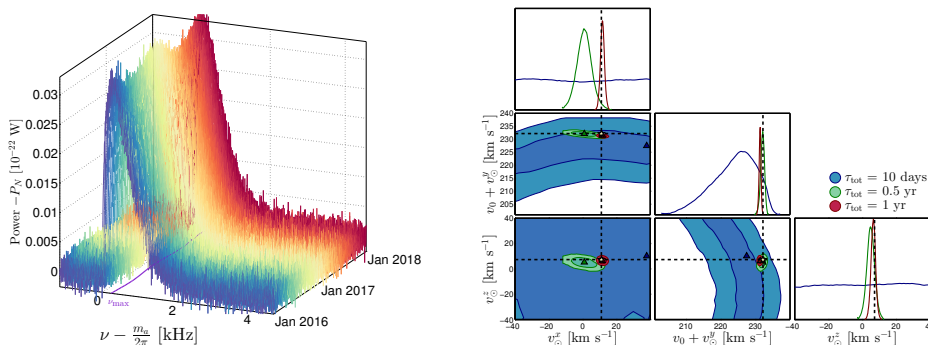 Power −P_N [10^−22 W]
0.03
0.025
0.02
0.015
0.01
0.005
0
ν_max
0
2
4
ν − m_a/2π [kHz]
Jan 2016
Jan 2017
Jan 2018
v_0 + v_⊙^y [km s^−1]
240
235
230
225
220
215
210
205
201
τ_tot = 10 days
τ_tot = 0.5 yr
τ_tot = 1 yr
v_⊙^z [km s^−1]
40
20
0
-20
-40
-40 -20 0 20
v_⊙^x [km s^−1]
210 220 230
v_0 + v_⊙^y [km s^−1]
-40 -20 0 20 40
v_⊙^z [km s^−1]